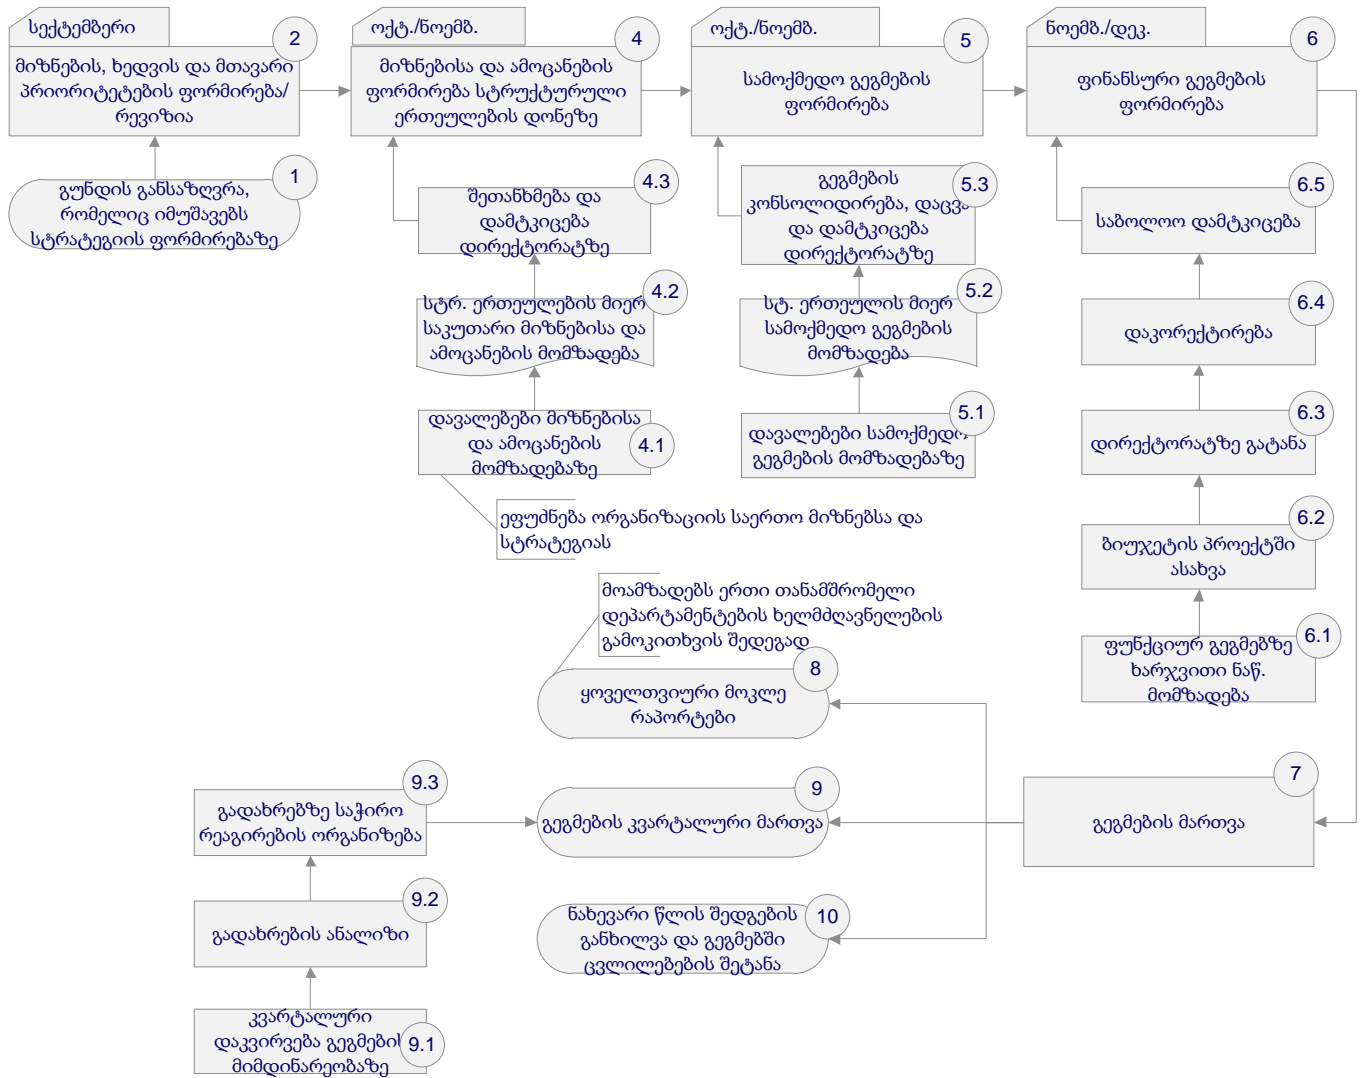 სექტემბერი
2
მიზნების, ხედვის და მთავარი
პრიორიტეტების ფორმირება/
რევიზია
1
გუნდის განსაზღვრა,
რომელიც იმუშავებს
სტრატეგიის ფორმირებაზე
ოქტ./ნოემბ.
4
მიზნებისა და ამოცანების
ფორმირება სტრუქტურული
ერთეულების დონეზე
4.3
შეთანხმება და
დამტკიცება
დირექტორატზე
4.2
სტრ. ერთეულების მიერ
საკუთარი მიზნებისა და
ამოცანების მომზადება
დავალებები მიზნებისა
და ამოცანების
მომზადებაზე
4.1
ეფუძნება ორგანიზაციის საერთო მიზნებსა და
სტრატეგიას
ოქტ./ნოემბ.
5
სამოქმედო გეგმების
ფორმირება
5.3
გეგმების
კონსოლიდირება, დაცვა
და დამტკიცება
დირექტორატზე
5.2
სტ. ერთეულის მიერ
სამოქმედო გეგმების
მომზადება
5.1
დავალებები სამოქმედო
გეგმების მომზადებაზე
ნოემბ./დეკ.
6
ფინანსური გეგმების
ფორმირება
6.5
საბოლოო დამტკიცება
6.4
დაკორექტირება
6.3
დირექტორატზე გატანა
6.2
ბიუჯეტის პროექტში
ასახვა
6.1
ფუნქციურ გეგმებზე
ხარჯვითი ნაწ.
მომზადება
მოამზადებს ერთი თანამშრომელი
დეპარტამენტების ხელმძღავნელების
გამოკითხვის შედეგად
8
ყოველთვიური მოკლე
რაპორტები
7
გეგმების მართვა
9
გეგმების კვარტალური მართვა
9.3
გადახრებზე საჭირო
რეაგირების ორგანიზება
9.2
გადახრების ანალიზი
კვარტალური
დაკვირვება გეგმების
მიმდინარეობაზე
9.1
10
ნახევარი წლის შედგების
განხილვა და გეგმებში
ცვლილებების შეტანა